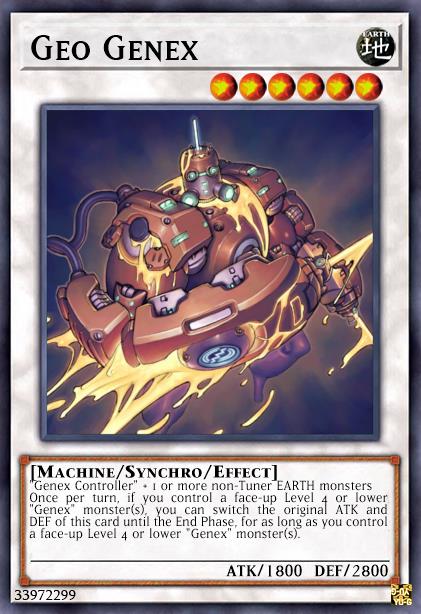 Geo Genex
EARTH
地
[Machine/Synchro/Effect]
"Genex Controller" + 1 or more non-Tuner EARTH monsters
Once per turn, if you control a face-up Level 4 or lower
"Genex" monster(s), you can switch the original ATK and
DEF of this card until the End Phase, for as long as you control
a face-up Level 4 or lower "Genex" monster(s).
ATK/1800 DEF/2800
33972299